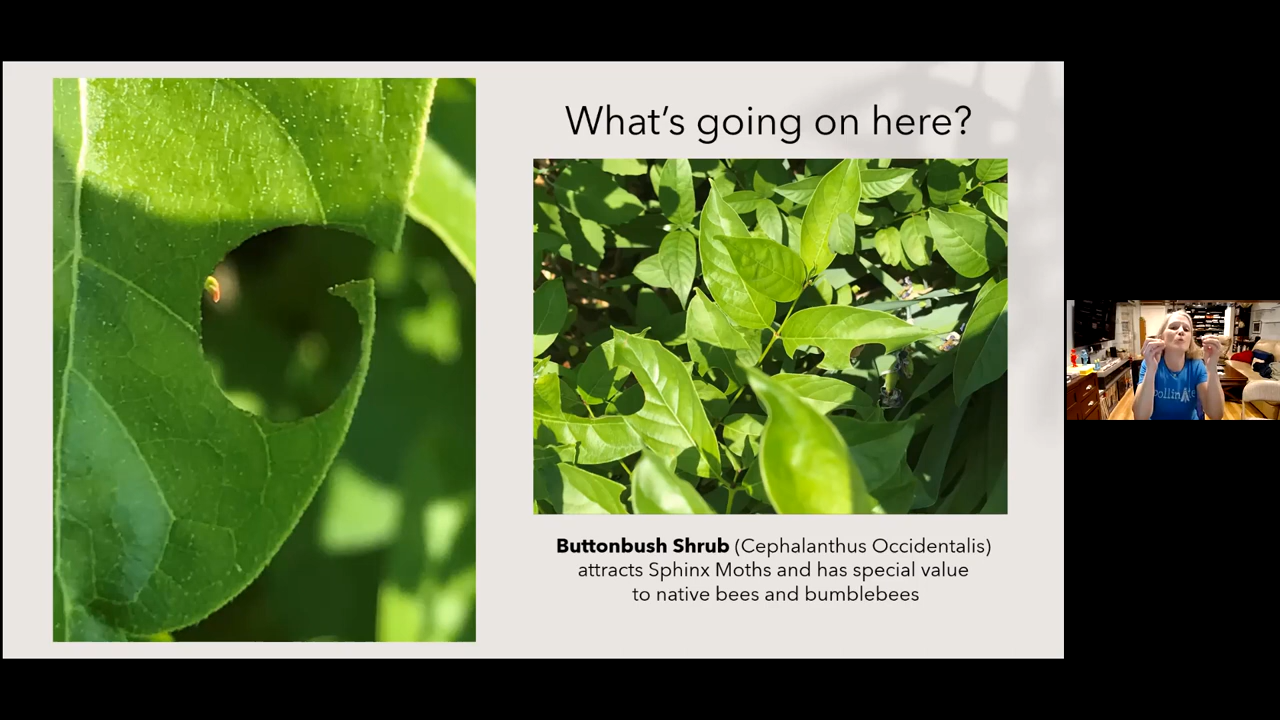 What's going on here?
Buttonbush Shrub (Cephalanthus Occidentalis)
attracts Sphinx Moths and has special value
to native bees and bumblebees